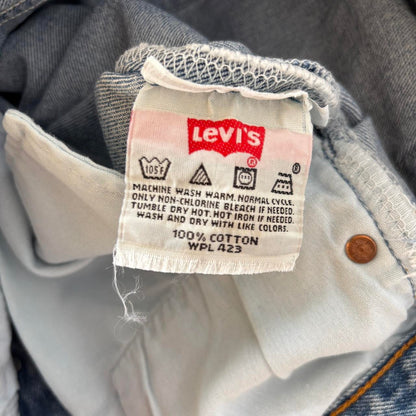 Levi's
105°F
MACHINE WASH WARM. NORMAL CYCLE.
ONLY NON-CHLORINE BLEACH IF NEEDED.
TUMBLE DRY HOT. HOT IRON IF NEEDED.
WASH AND DRY WITH LIKE COLORS.
100% COTTON
WPL 423